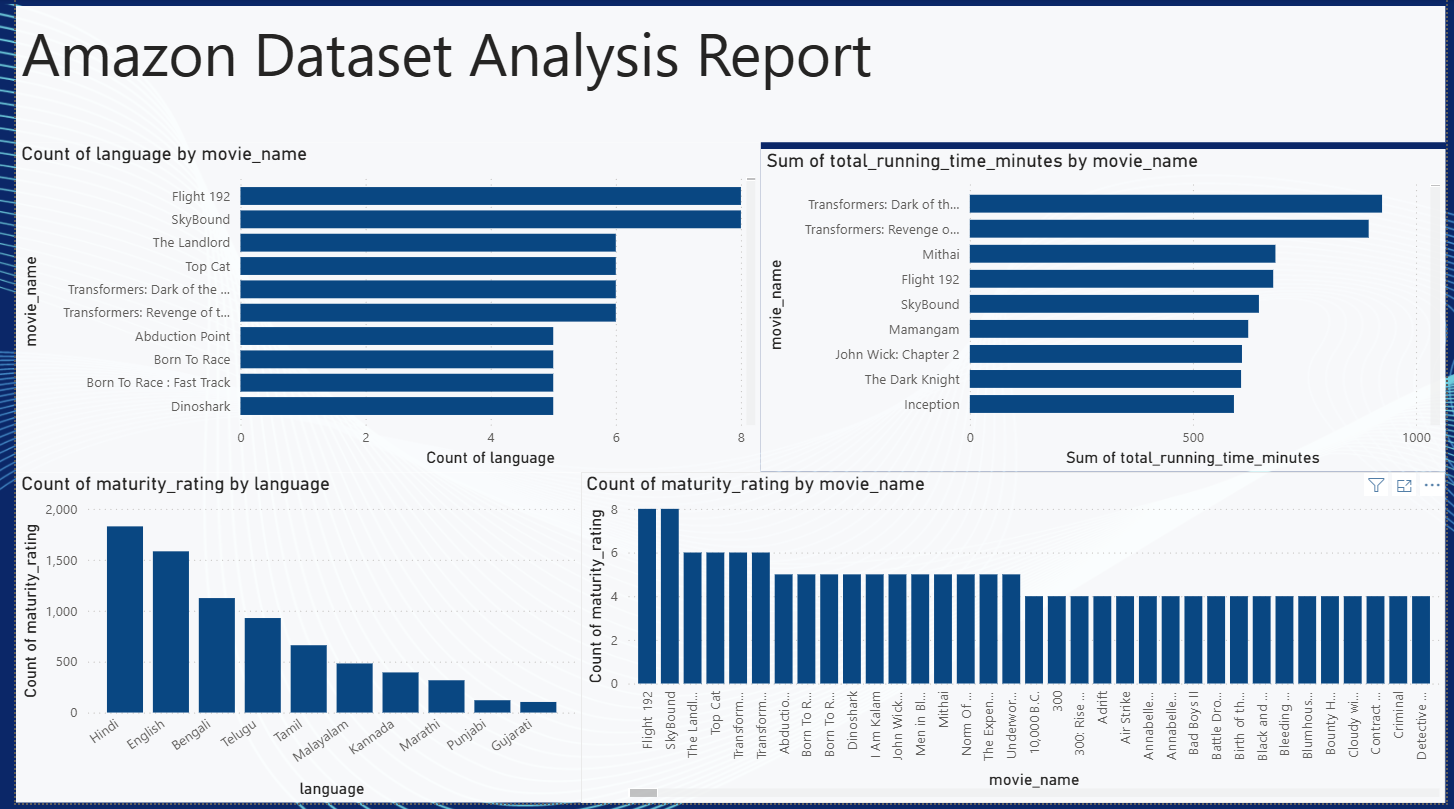 Amazon Dataset Analysis Report
Count of language by movie_name
movie_name
Flight 192
SkyBound
The Landlord
Top Cat
Transformers: Dark of the ...
Transformers: Revenge of t...
Abduction Point
Born To Race
Born To Race : Fast Track
Dinoshark
0 2 4 6 8
Count of language
Sum of total_running_time_minutes by movie_name
movie_name
Transformers: Dark of th...
Transformers: Revenge o...
Mithai
Flight 192
SkyBound
Mamangam
John Wick: Chapter 2
The Dark Knight
Inception
0 500 1000
Sum of total_running_time_minutes
Count of maturity_rating by language
Count of maturity_rating
2,000
1,500
1,000
500
0
Hindi
English
Bengali
Telugu
Tamil
Malayalam
Kannada
Marathi
Punjabi
Gujarati
language
Count of maturity_rating by movie_name
Count of maturity_rating
8
6
4
2
0
Flight 192
SkyBound
The Landl...
Top Cat
Transform...
Transform...
Abductio...
Born To R...
Born To R...
Dinoshark
I Am Kalam
John Wick...
Men in Bl...
Mithai
Norm Of ...
The Expen...
Underwor...
10,000 B.C.
300
300: Rise ...
Adrift
Air Strike
Annabelle...
Annabelle...
Bad Boys II
Battle Dro...
Birth of th...
Black and ...
Bleeding ...
Blumhous...
Bounty H...
Cloudy wi...
Contract ...
Criminal
Detective ...
movie_name